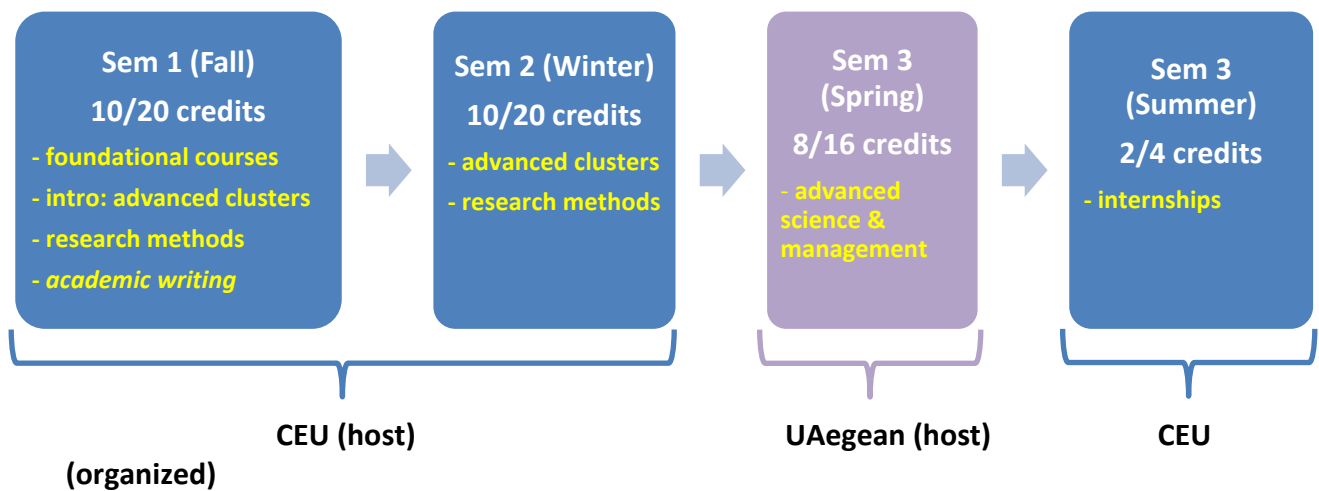 Sem 1 (Fall)
10/20 credits
- foundational courses
- intro: advanced clusters
- research methods
- academic writing
Sem 2 (Winter)
10/20 credits
- advanced clusters
- research methods
Sem 3
(Spring)
8/16 credits
- advanced
science &
management
Sem 3
(Summer)
2/4 credits
- internships
CEU (host)
UAegean (host)
CEU
(organized)